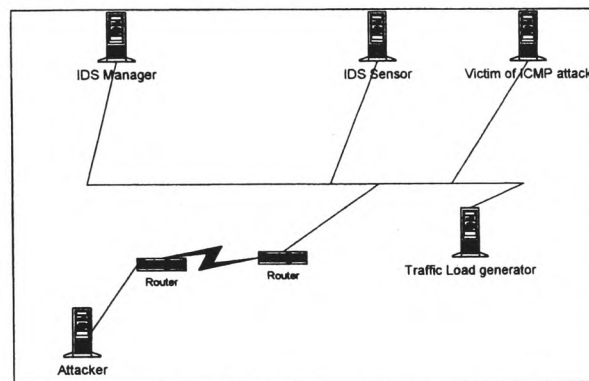 IDS Manager
IDS Sensor
Victim of ICMP attack
Traffic Load generator
Router
Router
Attacker